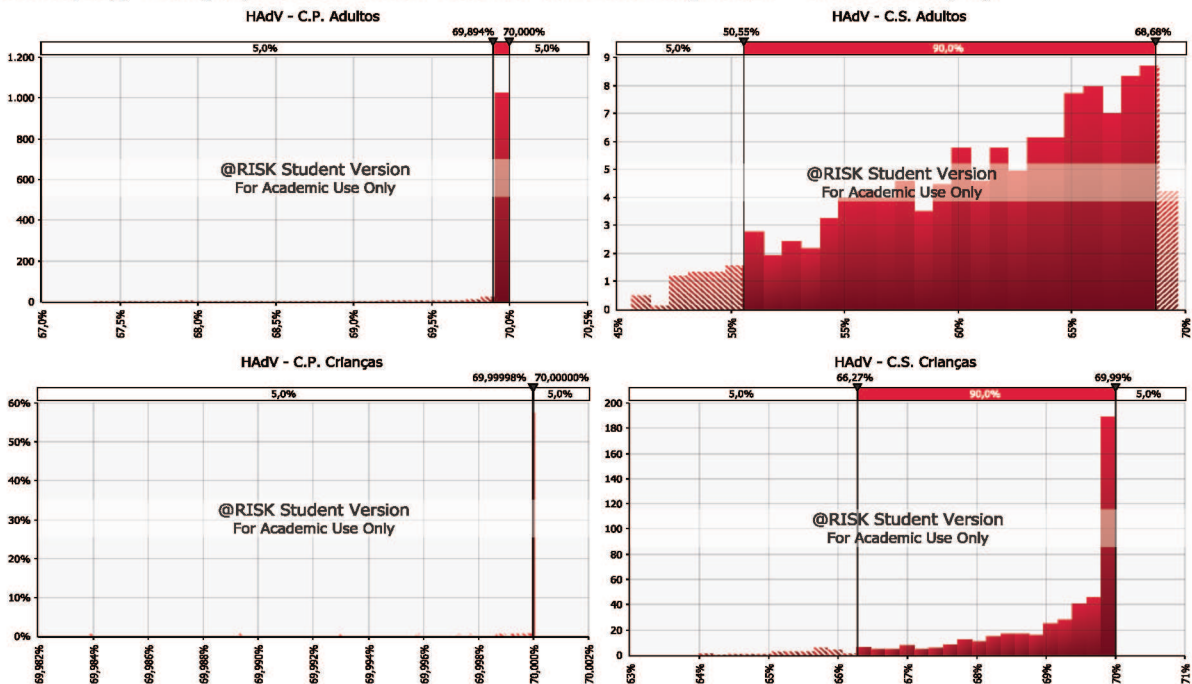 HAdV - C.P. Adultos
69,894% 70,000%
5,0% 5,0%
1.200
1.000
800
600
400
200
0
@RISK Student Version
For Academic Use Only
67,0% 67,5% 68,0% 68,5% 69,0% 69,5% 70,0% 70,5%
HAdV - C.S. Adultos
50,55% 68,68%
5,0% 90,0%
9
8
7
6
5
4
3
2
1
0
@RISK Student Version
For Academic Use Only
45% 50% 55% 60% 65% 70%
HAdV - C.P. Crianças
69,99998% 70,00000%
5,0% 5,0%
60%
50%
40%
30%
20%
10%
0%
@RISK Student Version
For Academic Use Only
69,982% 69,984% 69,986% 69,988% 69,990% 69,992% 69,994% 69,996% 69,998% 70,000% 70,002%
HAdV - C.S. Crianças
66,27% 69,99%
5,0% 90,0% 5,0%
200
180
160
140
120
100
80
60
40
20
0
@RISK Student Version
For Academic Use Only
63% 64% 65% 66% 67% 68% 69% 70% 71%